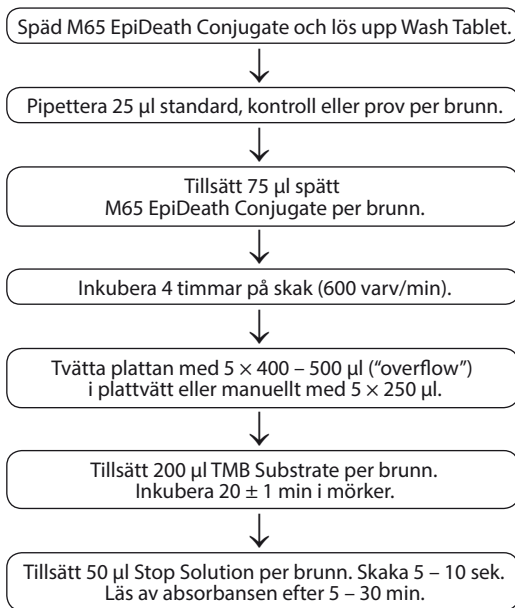 Späd M65 EpiDeath Conjugate och lös upp Wash Tablet.
Pipettera 25 µl standard, kontroll eller prov per brunn.
Tillsätt 75 µl spätt
M65 EpiDeath Conjugate per brunn.
Inkubera 4 timmar på skak (600 varv/min).
Tvätta plattan med 5 × 400 – 500 µl (“overflow”)
i plattvätt eller manuellt med 5 × 250 µl.
Tillsätt 200 µl TMB Substrate per brunn.
Inkubera 20 ± 1 min i mörker.
Tillsätt 50 µl Stop Solution per brunn. Skaka 5 – 10 sek.
Läs av absorbansen efter 5 – 30 min.